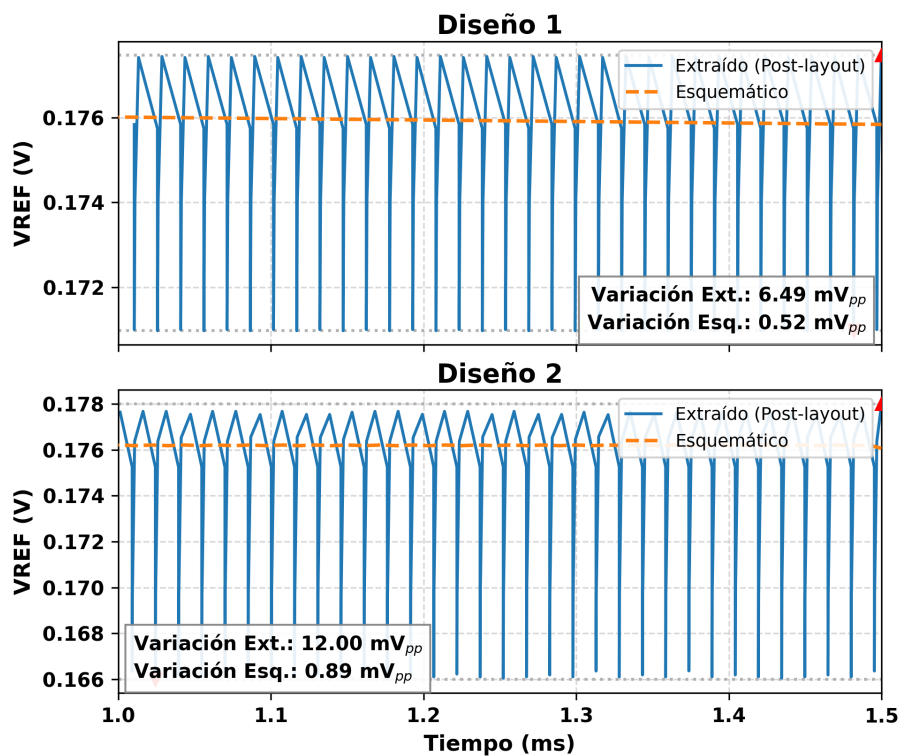 Diseño 1
VREF (V)
0.176
0.174
0.172
Extraído (Post-layout)
Esquemático
Variación Ext.: 6.49 mVpp
Variación Esq.: 0.52 mVpp
Diseño 2
VREF (V)
0.178
0.176
0.174
0.172
0.170
0.168
0.166
Extraído (Post-layout)
Esquemático
Variación Ext.: 12.00 mVpp
Variación Esq.: 0.89 mVpp
1.0 1.1 1.2 1.3 1.4 1.5
Tiempo (ms)